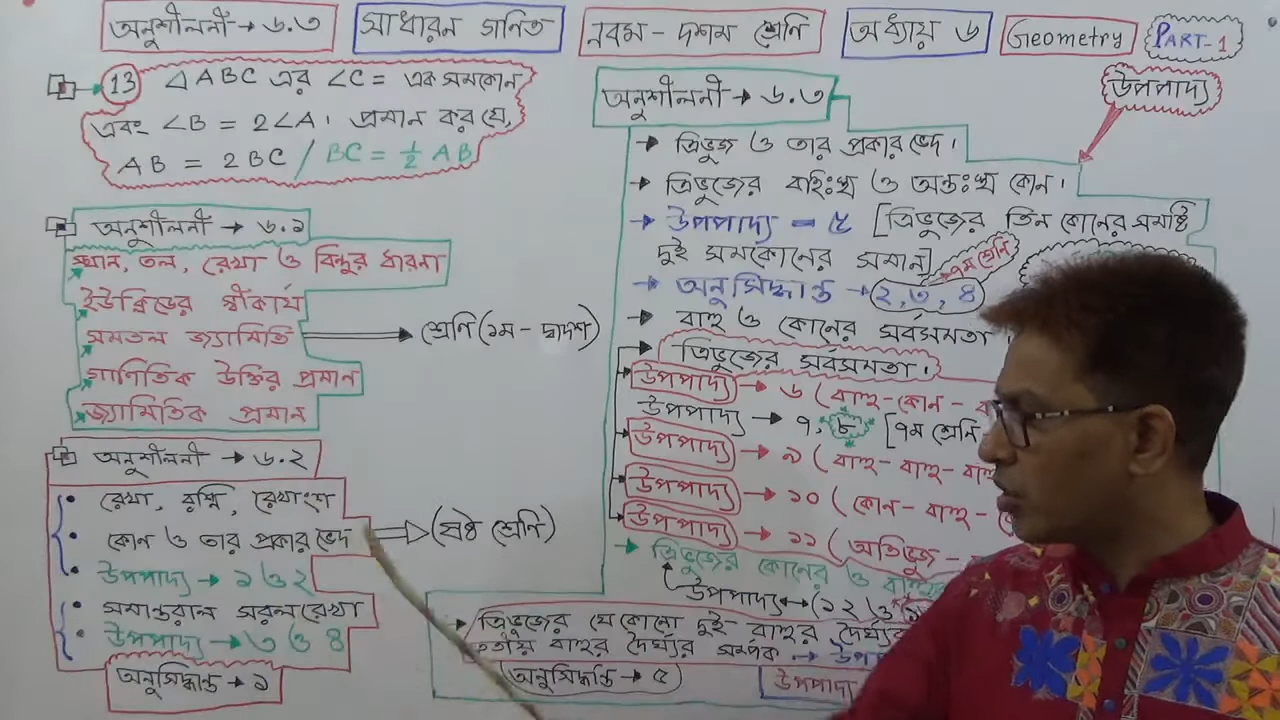 অনুশীলনী → ৬.৩
সাধারন গনিত
নবম - দশম শ্রেণি
অধ্যায় ৬
Geometry
PART-1
13 △ABC এর ∠C = এক সমকোন
এবং ∠B = 2∠A। প্রমান কর যে,
AB = 2BC / BC = ½ AB
অনুশীলনী → ৬.১
স্থান, তল, রেখা ও বিন্দুর ধারনা
ইউক্লিডের স্বীকার্য
সমতল জ্যামিতি → শ্রেণি (১ম - দ্বাদশ)
গাণিতিক উক্তির প্রমান
জ্যামিতিক প্রমান
অনুশীলনী → ৬.২
• রেখা, রশ্মি, রেখাংশ
• কোন ও তার প্রকারভেদ ⇒ (ষষ্ঠ শ্রেণি)
• উপপাদ্য → ১ ও ২
• সমান্তরাল সরলরেখা
• উপপাদ্য → ৩ ও ৪
অনুসিদ্ধান্ত → ১
অনুশীলনী → ৬.৩
উপপাদ্য
→ ত্রিভুজ ও তার প্রকারভেদ।
→ ত্রিভুজের বহিঃস্থ ও অন্তঃস্থ কোন।
→ উপপাদ্য - ৫ [ত্রিভুজের তিন কোনের সমষ্টি
দুই সমকোনের সমান]
→ ৭ম শ্রেনি
→ অনুসিদ্ধান্ত → ২, ৩, ৪
→ বাহু ও কোনের সর্বসমতা
→ ত্রিভুজের সর্বসমতা।
উপপাদ্য → ৬ (বাহু-কোন-
উপপাদ্য → ৭, ৮ [৭ম শ্রেনি
উপপাদ্য → ৯ (বাহু-বাহু-
উপপাদ্য → ১০ (কোন-বাহু-
উপপাদ্য → ১১ (অতিভুজ-
→ ত্রিভুজের কোনের ও
উপপাদ্য ↔ (১২ ও
→ ত্রিভুজের যেকোনো দুই বাহুর দৈর্ঘ্যের
তৃতীয় বাহুর দৈর্ঘ্যের সম্পর্ক →
অনুসিদ্ধান্ত → ৫
উপপাদ্য